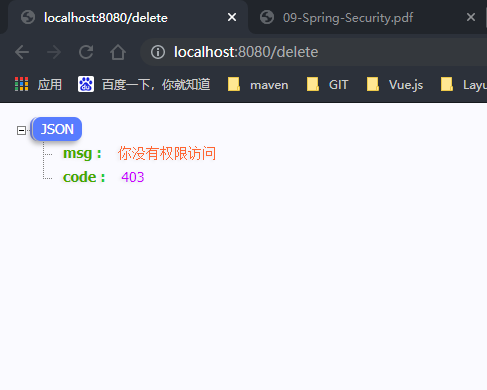 localhost:8080/delete
09-Spring-Security.pdf
localhost:8080/delete
应用 百度一下，你就知道 maven GIT Vue.js Layu
JSON
msg : 你没有权限访问
code : 403